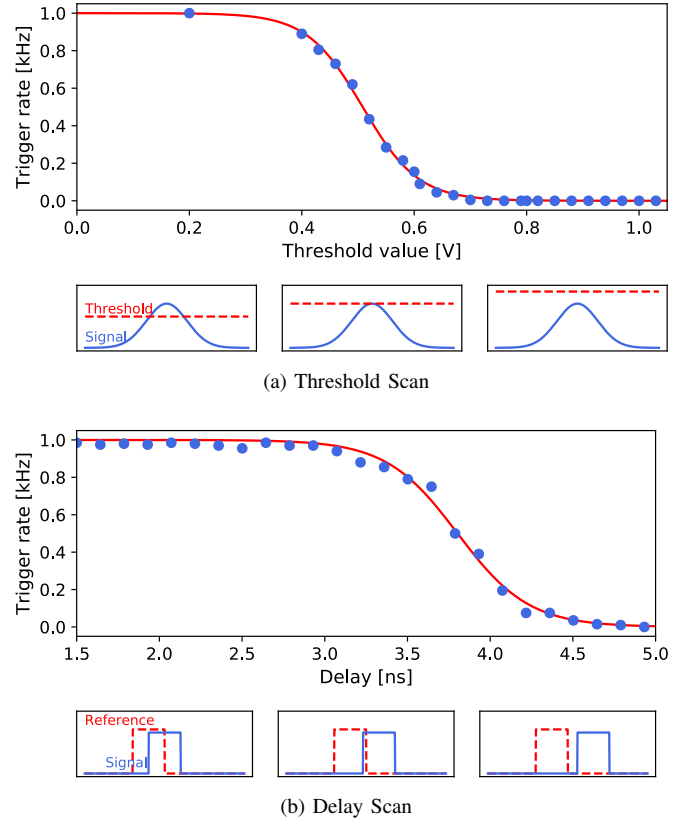 1.0
0.8
0.6
0.4
0.2
0.0
Trigger rate [kHz]
0.0 0.2 0.4 0.6 0.8 1.0
Threshold value [V]
Threshold
Signal
(a) Threshold Scan
1.0
0.8
0.6
0.4
0.2
0.0
Trigger rate [kHz]
1.5 2.0 2.5 3.0 3.5 4.0 4.5 5.0
Delay [ns]
Reference
Signal
(b) Delay Scan